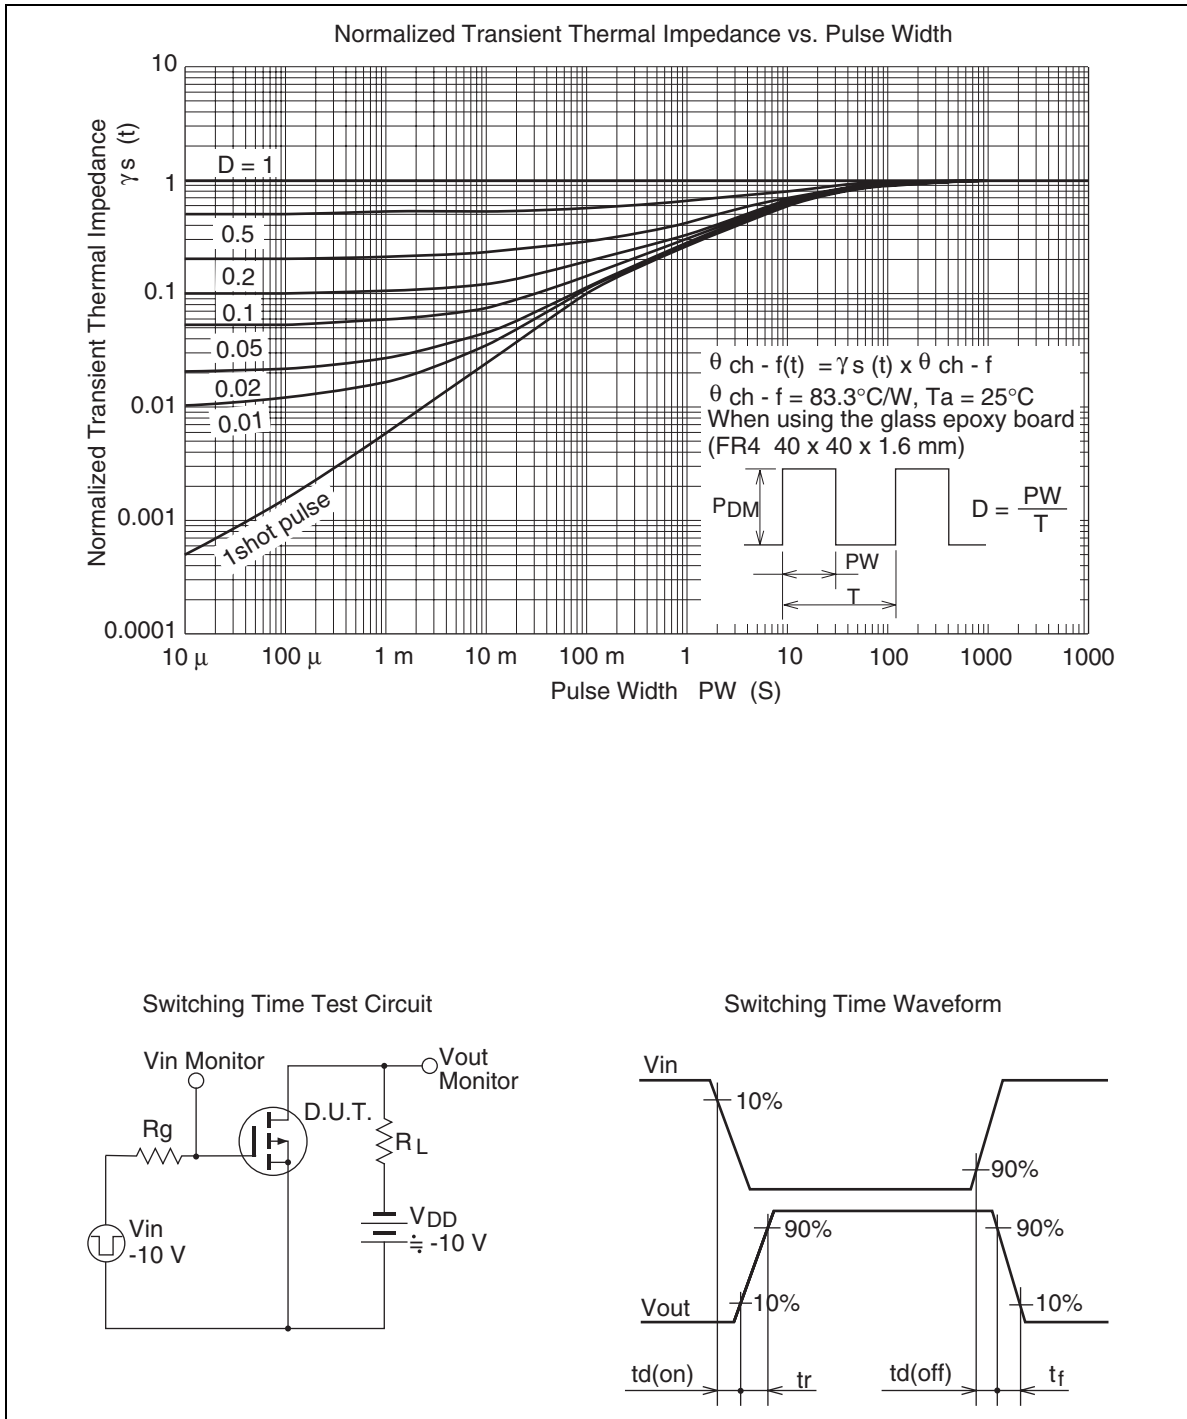 Normalized Transient Thermal Impedance vs. Pulse Width
Normalized Transient Thermal Impedance
γ s (t)
10
1
0.1
0.01
0.001
0.0001
D = 1
0.5
0.2
0.1
0.05
0.02
0.01
1shot pulse
θ ch - f(t) = γ s (t) x θ ch - f
θ ch - f = 83.3°C/W, Ta = 25°C
When using the glass epoxy board
(FR4 40 x 40 x 1.6 mm)
PDM
PW
T
D = PW
T
10 μ 100 μ 1 m 10 m 100 m 1 10 100 1000 1000
Pulse Width PW (S)
Switching Time Test Circuit
Vin Monitor
Vout
Monitor
D.U.T.
Rg
RL
Vin
-10 V
VDD
≒ -10 V
Switching Time Waveform
Vin
10%
90%
90%
90%
Vout
10%
10%
td(on)
tr
td(off)
tf